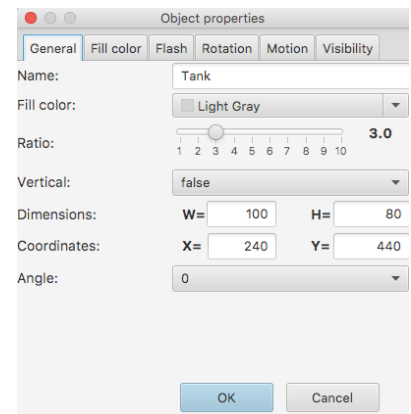 Object properties
General Fill color Flash Rotation Motion Visibility
Name: Tank
Fill color: Light Gray
Ratio: 3.0
1 2 3 4 5 6 7 8 9 10
Vertical: false
Dimensions: W= 100 H= 80
Coordinates: X= 240 Y= 440
Angle: 0
OK Cancel